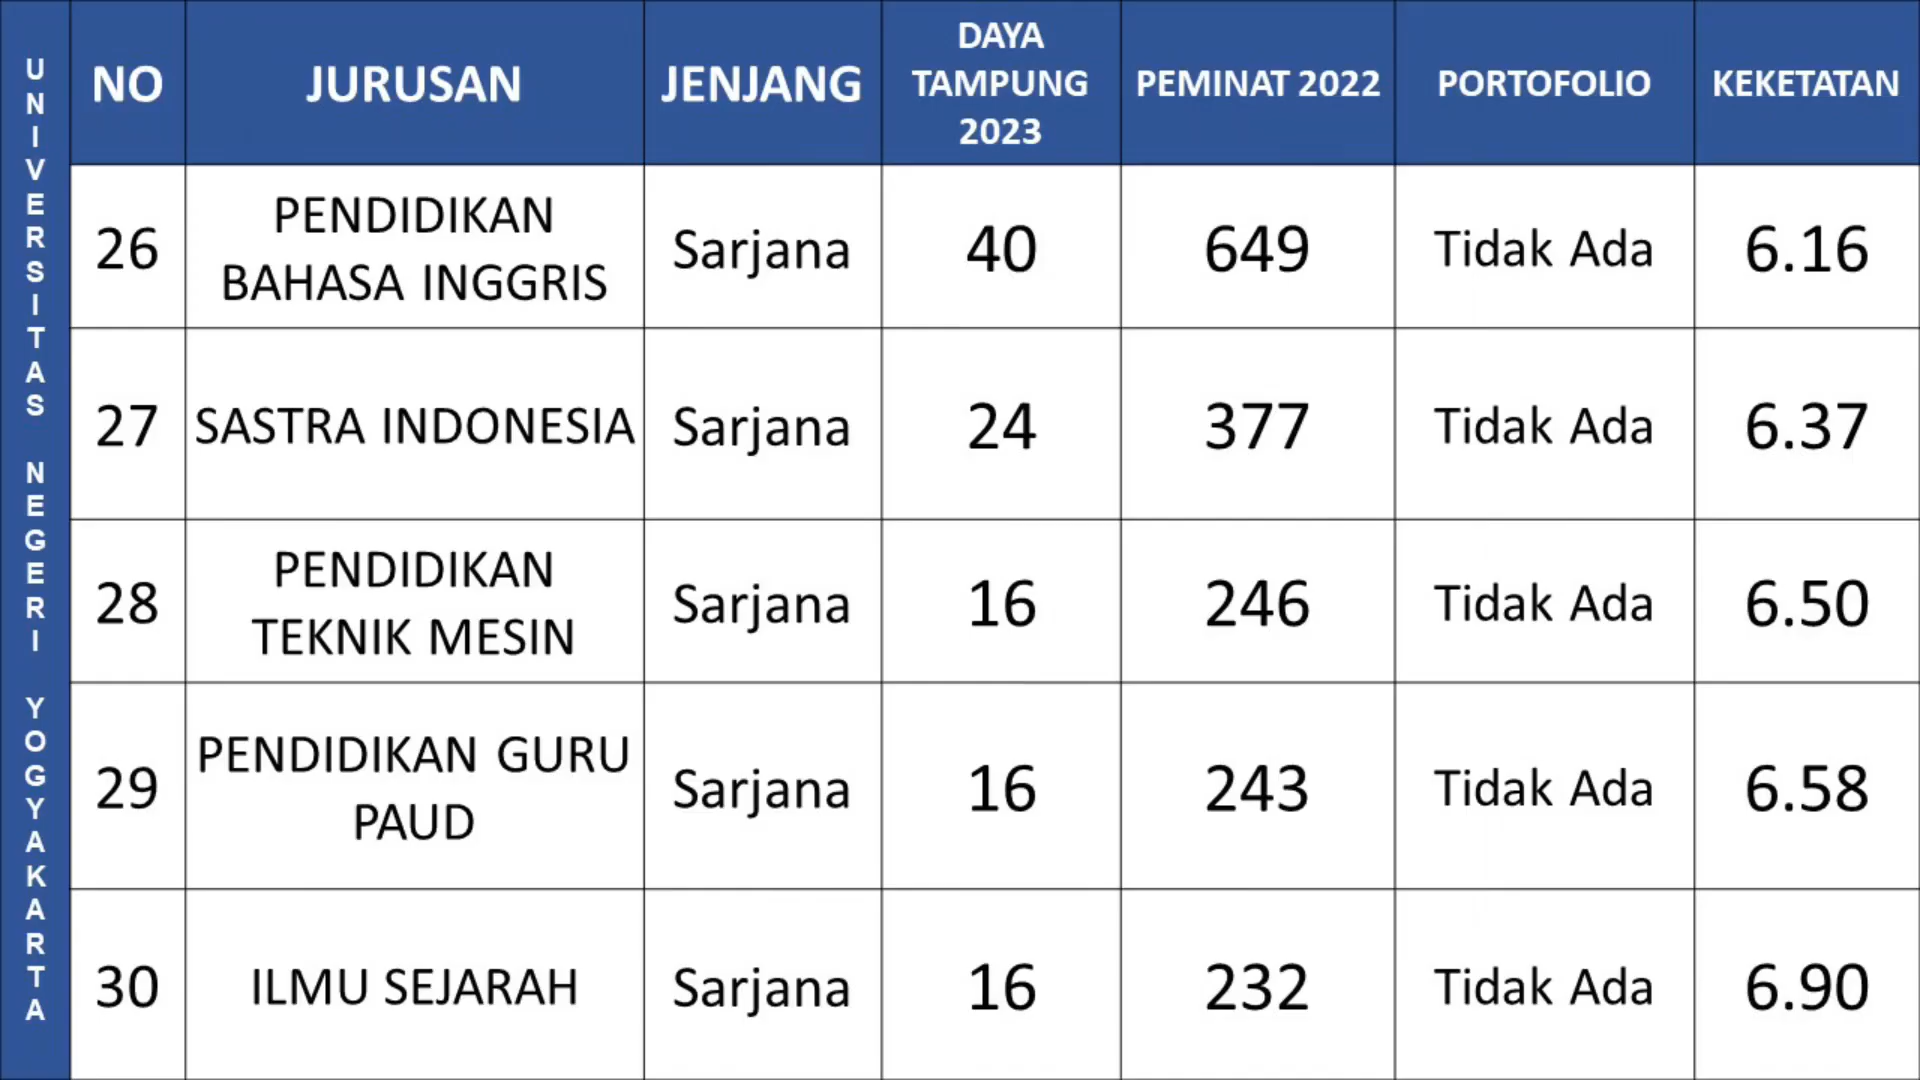 UNIVERSITAS NEGERI YOGYAKARTA
NO JURUSAN JENJANG DAYA TAMPUNG 2023 PEMINAT 2022 PORTOFOLIO KEKETATAN
26 PENDIDIKAN BAHASA INGGRIS Sarjana 40 649 Tidak Ada 6.16
27 SASTRA INDONESIA Sarjana 24 377 Tidak Ada 6.37
28 PENDIDIKAN TEKNIK MESIN Sarjana 16 246 Tidak Ada 6.50
29 PENDIDIKAN GURU PAUD Sarjana 16 243 Tidak Ada 6.58
30 ILMU SEJARAH Sarjana 16 232 Tidak Ada 6.90